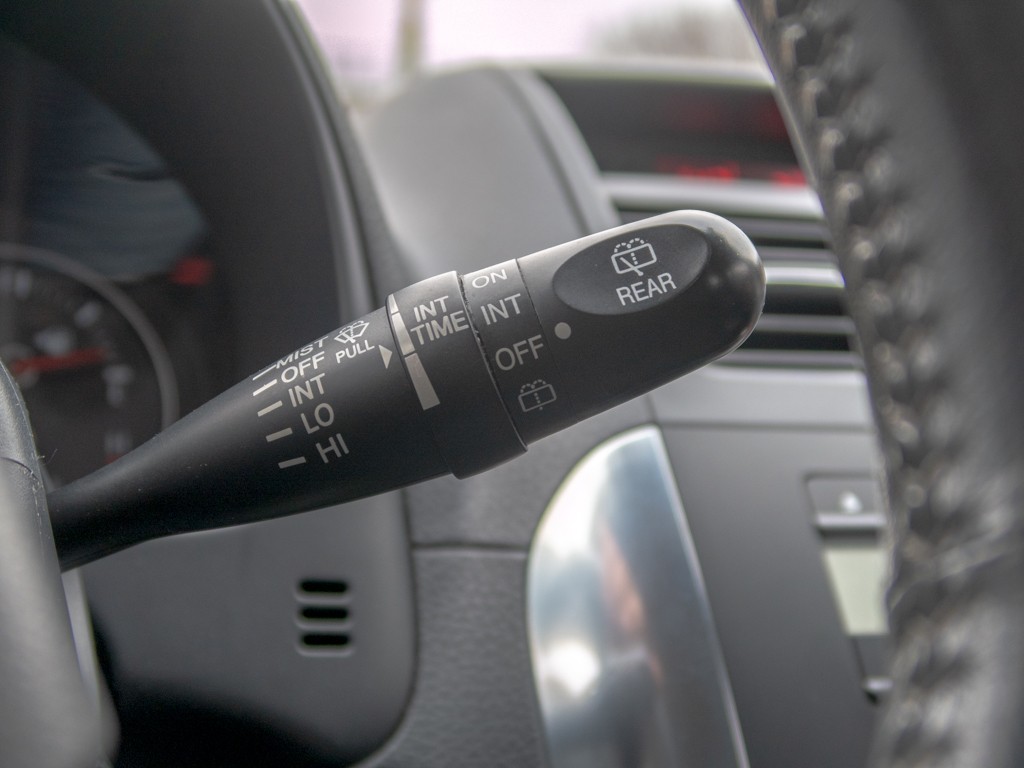 MIST
OFF
INT
LO
HI
PULL
INT
TIME
ON
INT
OFF
REAR